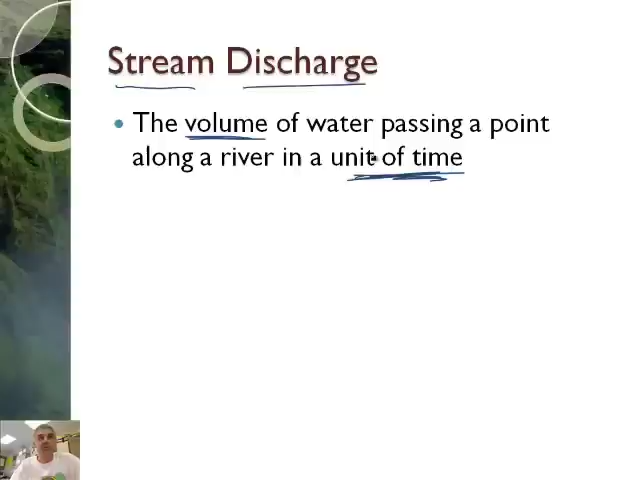 Stream Discharge
The volume of water passing a point
along a river in a unit of time